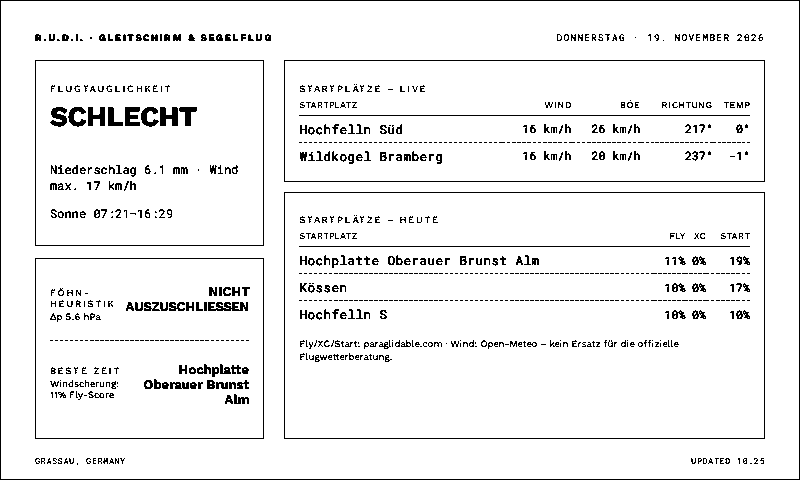 R.U.D.I. · GLEITSCHIRM & SEGELFLUG
DONNERSTAG · 19. NOVEMBER 2026
FLUGTAUGLICHKEIT
SCHLECHT
Niederschlag 6.1 mm · Wind
max. 17 km/h
Sonne 07:21–16:29
FÖHN-
HEURISTIK
Δp 5.6 hPa
NICHT
AUSZUSCHLIESSEN
BESTE ZEIT
Windscherung:
11% Fly-Score
Hochplatte
Oberauer Brunst
Alm
STARTPLÄTZE – LIVE
STARTPLATZ WIND BÖE RICHTUNG TEMP
Hochfelln Süd 16 km/h 26 km/h 217° 0°
Wildkogel Bramberg 16 km/h 20 km/h 237° -1°
STARTPLÄTZE – HEUTE
STARTPLATZ FLY XC START
Hochplatte Oberauer Brunst Alm 11% 0% 19%
Kössen 10% 0% 17%
Hochfelln S 10% 0% 10%
Fly/XC/Start: paraglidable.com · Wind: Open-Meteo – kein Ersatz für die offizielle
Flugwetterberatung.
GRASSAU, GERMANY
UPDATED 10.25